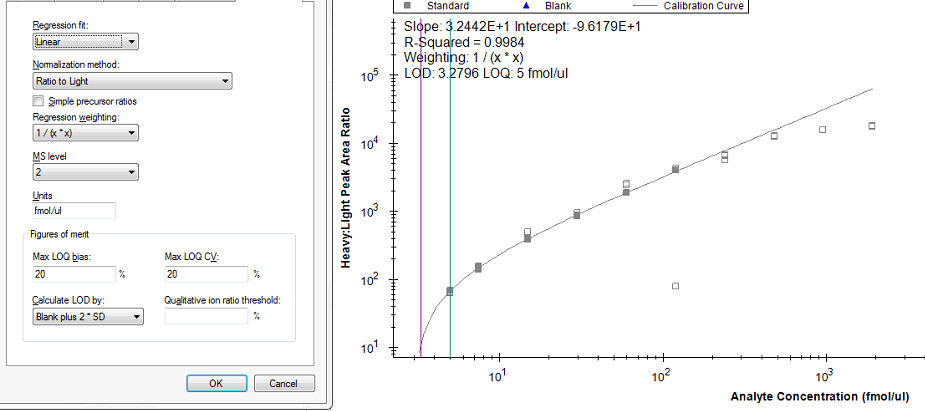 Regression fit:
Linear
Normalization method:
Ratio to Light
Simple precursor ratios
Regression weighting:
1 / (x * x)
MS level
2
Units
fmol/ul
Figures of merit
Max LOQ bias:
20 %
Max LOQ CV:
20 %
Calculate LOD by:
Blank plus 2 * SD
Qualitative ion ratio threshold:
%
OK
Cancel
Standard
Blank
Calibration Curve
Slope: 3.2442E+1 Intercept: -9.6179E+1
R-Squared = 0.9984
Weighting: 1 / (x * x)
LOD: 3.2796 LOQ: 5 fmol/ul
Heavy:Light Peak Area Ratio
10^5
10^4
10^3
10^2
10^1
10^1
10^2
10^3
Analyte Concentration (fmol/ul)